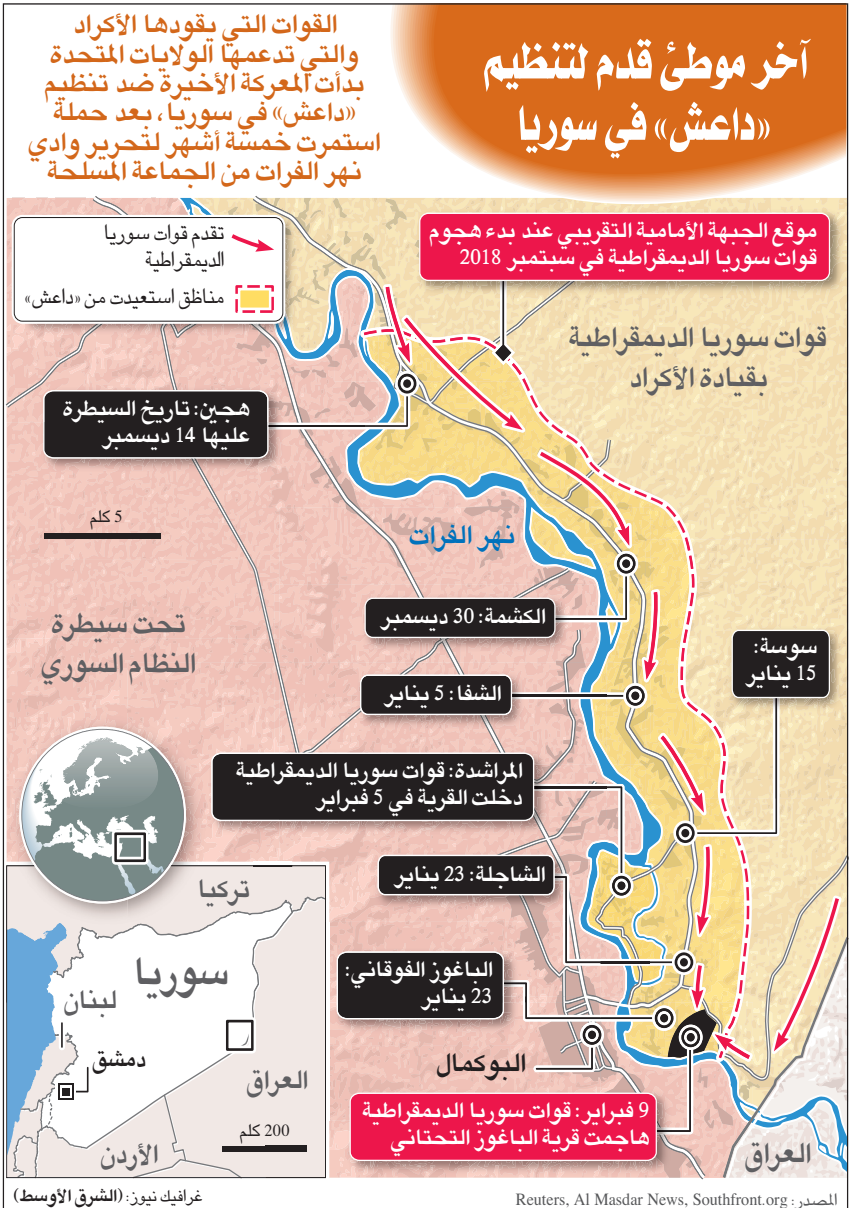 آخر موطئ قدم لتنظيم
«داعش» في سوريا
القوات التي يقودها الأكراد
والتي تدعمها الولايات المتحدة
بدأت المعركة الأخيرة ضد تنظيم
«داعش» في سوريا، بعد حملة
استمرت خمسة أشهر لتحرير وادي
نهر الفرات من الجماعة المسلحة
تقدم قوات سوريا
الديمقراطية
مناظق استعيدت من «داعش»
موقع الجبهة الأمامية التقريبي عند بدء هجوم
قوات سوريا الديمقراطية في سبتمبر 2018
قوات سوريا الديمقراطية
بقيادة الأكراد
هجين: تاريخ السيطرة
عليها 14 ديسمبر
5 كلم
نهر الفرات
الكشمة: 30 ديسمبر
تحت سيطرة
النظام السوري
سوسة:
15 يناير
الشفا: 5 يناير
المراشدة: قوات سوريا الديمقراطية
دخلت القرية في 5 فبراير
الشاجلة: 23 يناير
الباغوز الفوقاني:
23 يناير
البوكمال
9 فبراير: قوات سوريا الديمقراطية
هاجمت قرية الباغوز التحتاني
العراق
تركيا
سوريا
لبنان
دمشق
العراق
200 كلم
الأردن
المصدر: Reuters, Al Masdar News, Southfront.org
غرافيك نيوز: (الشرق الأوسط)